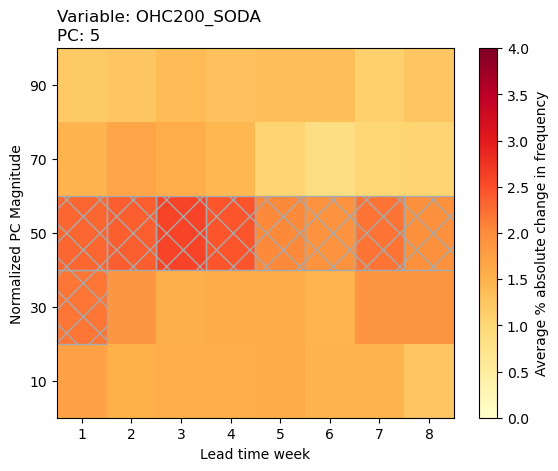 Variable: OHC200_SODA
PC: 5
90
70
50
30
10
Normalized PC Magnitude
1 2 3 4 5 6 7 8
Lead time week
4.0
3.5
3.0
2.5
2.0
1.5
1.0
0.5
0.0
Average % absolute change in frequency